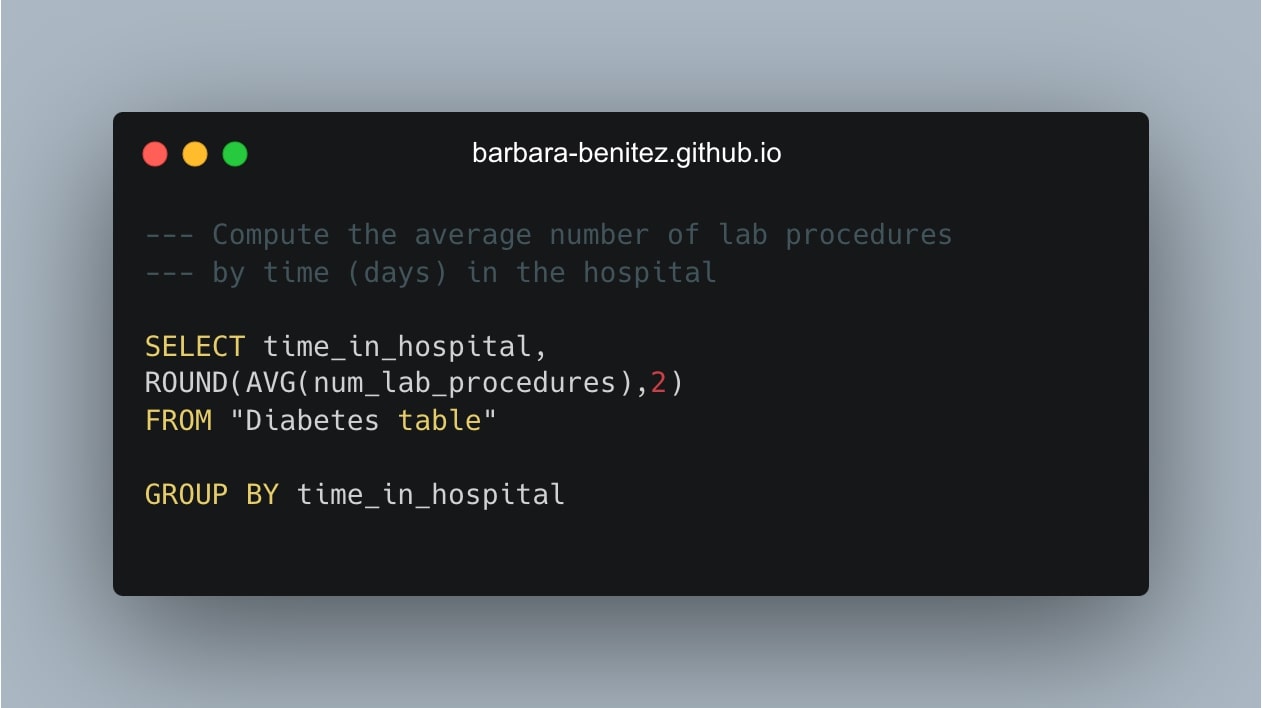 barbara-benitez.github.io
--- Compute the average number of lab procedures
--- by time (days) in the hospital
SELECT time_in_hospital,
ROUND(AVG(num_lab_procedures),2)
FROM "Diabetes table"
GROUP BY time_in_hospital